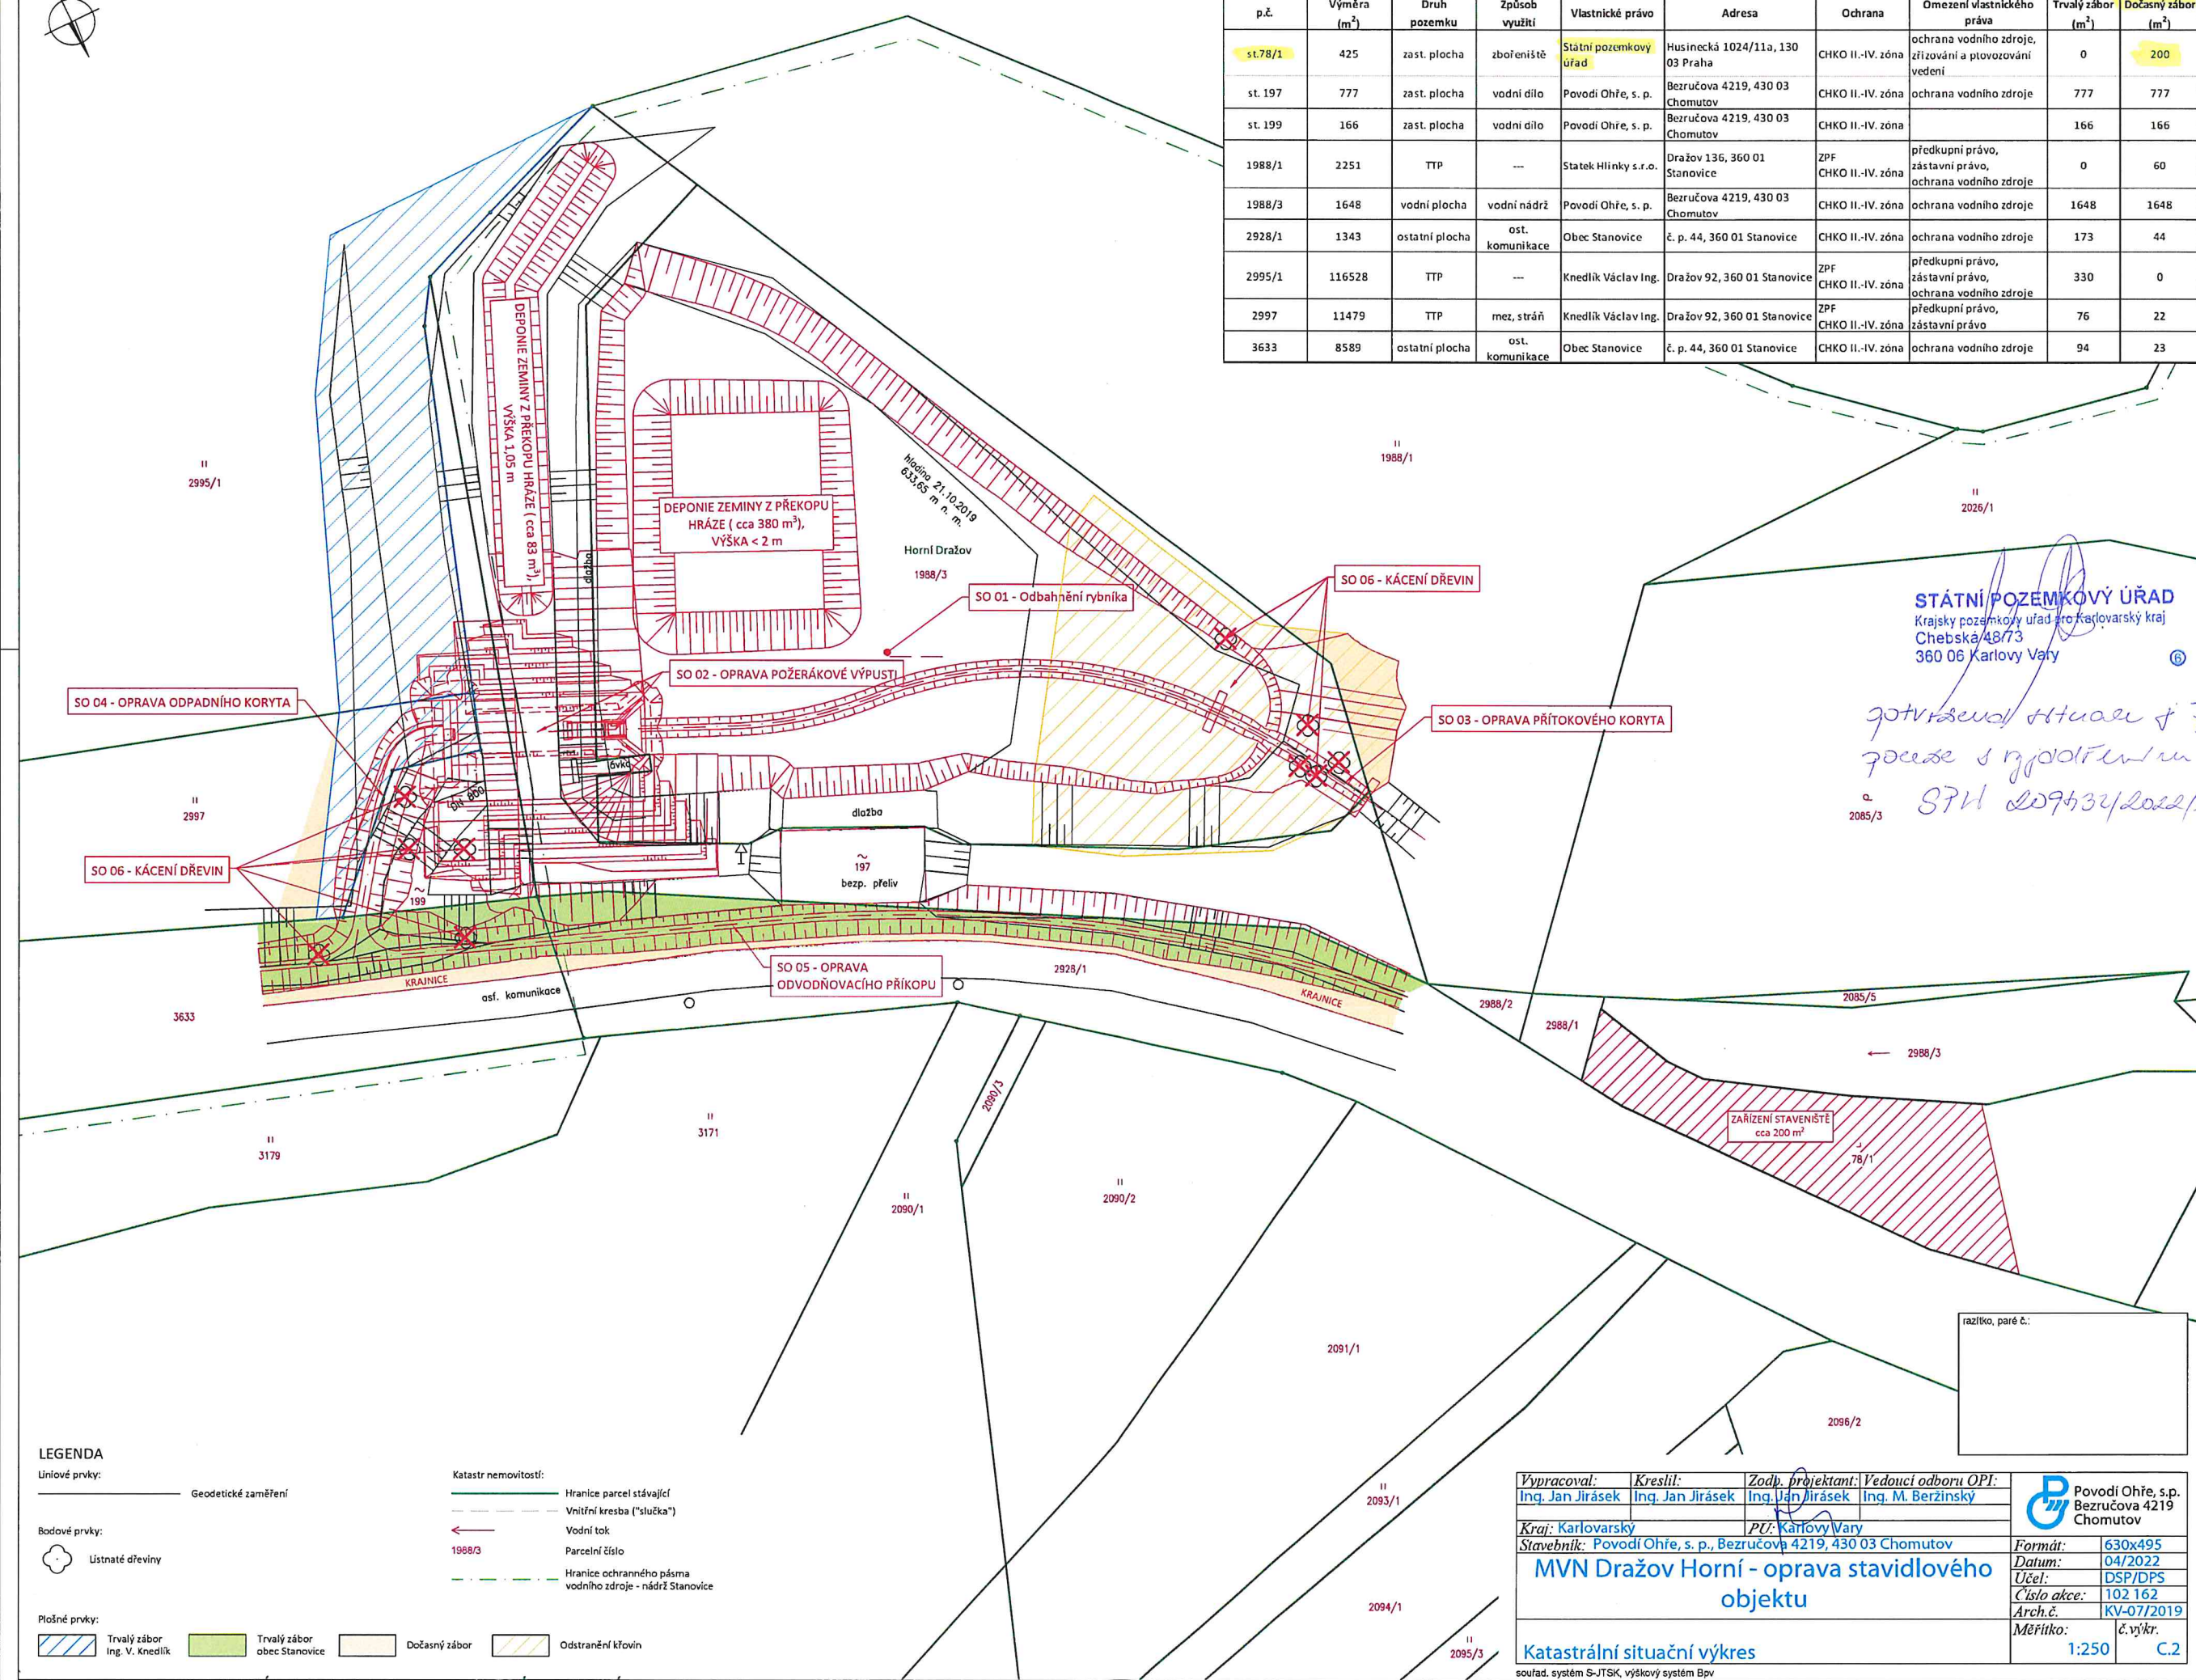 p.č. Výměra (m²) Druh pozemku Způsob využití Vlastnické právo Adresa Ochrana Omezení vlastnického práva Trvalý zábor (m²) Dočasný zábor (m²)
st.78/1 425 zast. plocha zbořeniště Státní pozemkový úřad Husinecká 1024/11a, 130 03 Praha CHKO II.-IV. zóna ochrana vodního zdroje, zřizování a ptovozování vedení 0 200
st. 197 777 zast. plocha vodní dílo Povodí Ohře, s. p. Bezručova 4219, 430 03 Chomutov CHKO II.-IV. zóna ochrana vodního zdroje 777 777
st. 199 166 zast. plocha vodní dílo Povodí Ohře, s. p. Bezručova 4219, 430 03 Chomutov CHKO II.-IV. zóna 166 166
1988/1 2251 TTP --- Statek Hlinky s.r.o. Dražov 136, 360 01 Stanovice ZPF CHKO II.-IV. zóna předkupní právo, zástavní právo, ochrana vodního zdroje 0 60
1988/3 1648 vodní plocha vodní nádrž Povodí Ohře, s. p. Bezručova 4219, 430 03 Chomutov CHKO II.-IV. zóna ochrana vodního zdroje 1648 1648
2928/1 1343 ostatní plocha ost. komunikace Obec Stanovice č. p. 44, 360 01 Stanovice CHKO II.-IV. zóna ochrana vodního zdroje 173 44
2995/1 116528 TTP --- Knedlík Václav Ing. Dražov 92, 360 01 Stanovice ZPF CHKO II.-IV. zóna předkupní právo, zástavní právo, ochrana vodního zdroje 330 0
2997 11479 TTP mez, stráň Knedlík Václav Ing. Dražov 92, 360 01 Stanovice ZPF CHKO II.-IV. zóna předkupní právo, zástavní právo 76 22
3633 8589 ostatní plocha ost. komunikace Obec Stanovice č. p. 44, 360 01 Stanovice CHKO II.-IV. zóna ochrana vodního zdroje 94 23
DEPONIE ZEMINY Z PŘEKOPU HRÁZE ( cca 83 m³),
VÝŠKA 1,05 m
DEPONIE ZEMINY Z PŘEKOPU
HRÁZE ( cca 380 m³),
VÝŠKA < 2 m
hladina 21.10.2019
633,65 m n. m.
Horní Dražov
1988/3
1988/1
2995/1
2026/1
dlažba
SO 01 - Odbahnění rybníka
SO 06 - KÁCENÍ DŘEVIN
SO 02 - OPRAVA POŽERÁKOVÉ VÝPUSTI
SO 04 - OPRAVA ODPADNÍHO KORYTA
SO 03 - OPRAVA PŘÍTOKOVÉHO KORYTA
STÁTNÍ POZEMKOVÝ ÚŘAD
Krajský pozemkový úřad pro Karlovarský kraj
Chebská 48/73
360 06 Karlovy Vary
6
2085/3
2997
DN 800
dlažba
197
bezp. přeliv
SO 06 - KÁCENÍ DŘEVIN
199
SO 05 - OPRAVA
ODVODŇOVACÍHO PŘÍKOPU
KRAJNICE
asf. komunikace
2928/1
KRAJNICE
3633
2988/2
2988/1
2085/5
2988/3
ZAŘÍZENÍ STAVENIŠTĚ
cca 200 m²
78/1
3179
3171
2090/3
2090/1
2090/2
2091/1
2096/2
2093/1
2094/1
2095/3
razítko, paré č.:
LEGENDA
Liniové prvky:
Geodetické zaměření
Bodové prvky:
Listnaté dřeviny
Katastr nemovitostí:
Hranice parcel stávající
Vnitřní kresba ("slučka")
Vodní tok
1988/3 Parcelní číslo
Hranice ochranného pásma
vodního zdroje - nádrž Stanovice
Plošné prvky:
Trvalý zábor
Ing. V. Knedlík
Trvalý zábor
obec Stanovice
Dočasný zábor
Odstranění křovin
Vypracoval: Kreslil: Zodp. projektant: Vedoucí odboru OPI:
Ing. Jan Jirásek Ing. Jan Jirásek Ing. Jan Jirásek Ing. M. Beržinský
Kraj: Karlovarský PU: Karlovy Vary
Stavebník: Povodí Ohře, s. p., Bezručova 4219, 430 03 Chomutov
MVN Dražov Horní - oprava stavidlového
objektu
Katastrální situační výkres
Povodí Ohře, s.p.
Bezručova 4219
Chomutov
Formát: 630x495
Datum: 04/2022
Účel: DSP/DPS
Číslo akce: 102 162
Arch.č. KV-07/2019
Měřítko: č.výkr.
1:250 C.2
souřad. systém S-JTSK, výškový systém Bpv